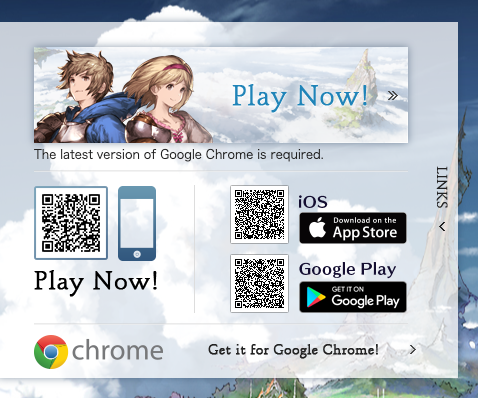 Play Now!
The latest version of Google Chrome is required.
LINKS
Play Now!
iOS
Download on the
App Store
Google Play
GET IT ON
Google Play
chrome
Get it for Google Chrome!